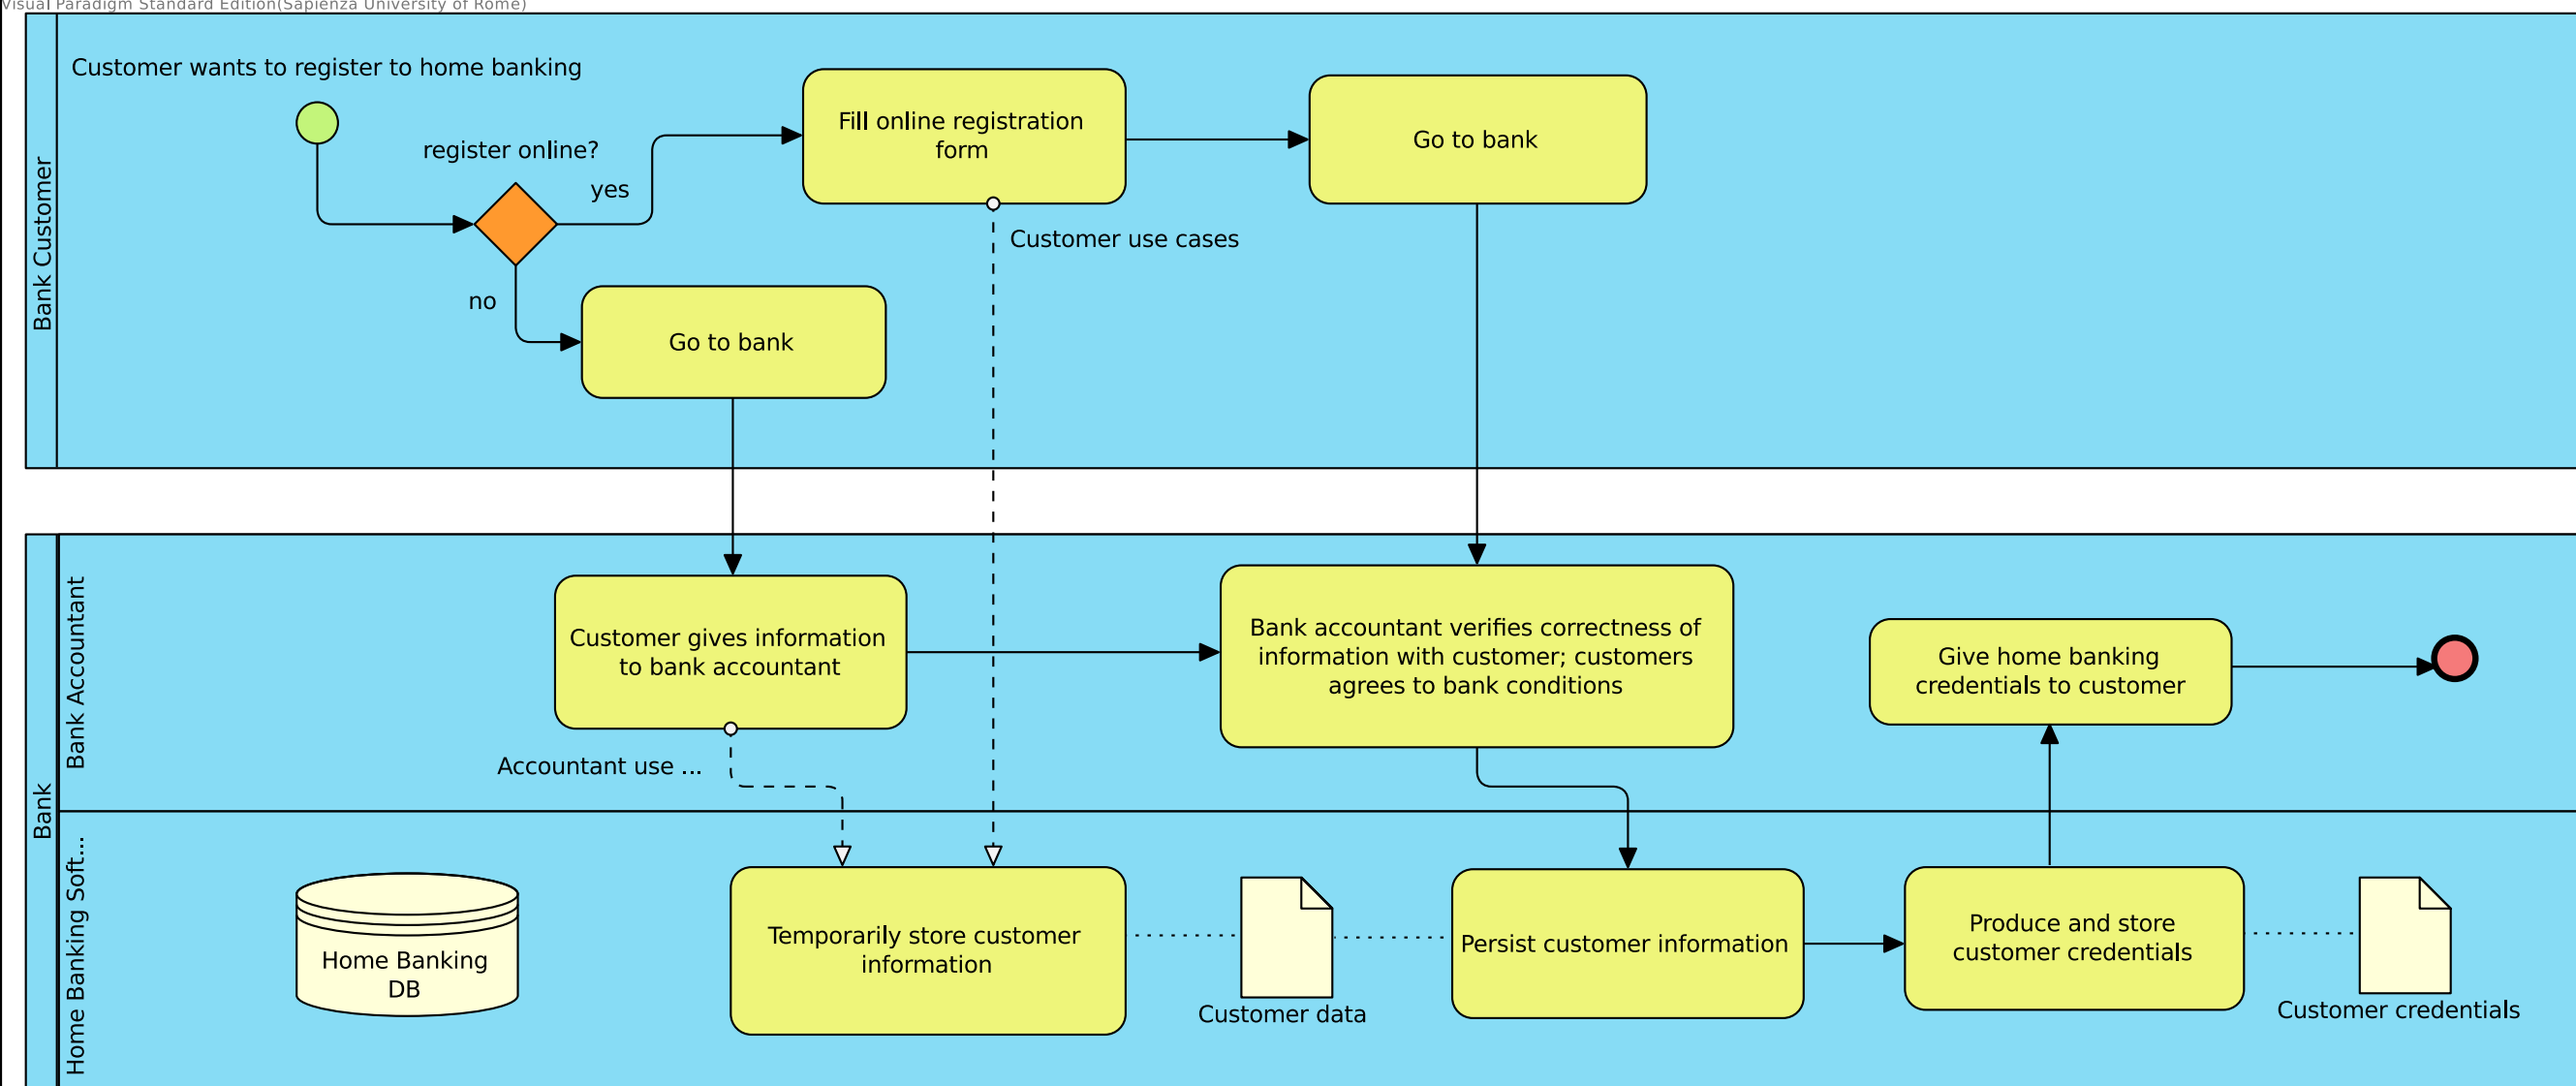 Visual Paradigm Standard Edition(Sapienza University of Rome)
Bank Customer
Customer wants to register to home banking
register online?
yes
no
Fill online registration
form
Go to bank
Customer use cases
Go to bank
Bank
Bank Accountant
Customer gives information
to bank accountant
Bank accountant verifies correctness of
information with customer; customers
agrees to bank conditions
Give home banking
credentials to customer
Accountant use ...
Home Banking Soft...
Home Banking
DB
Temporarily store customer
information
Customer data
Persist customer information
Produce and store
customer credentials
Customer credentials